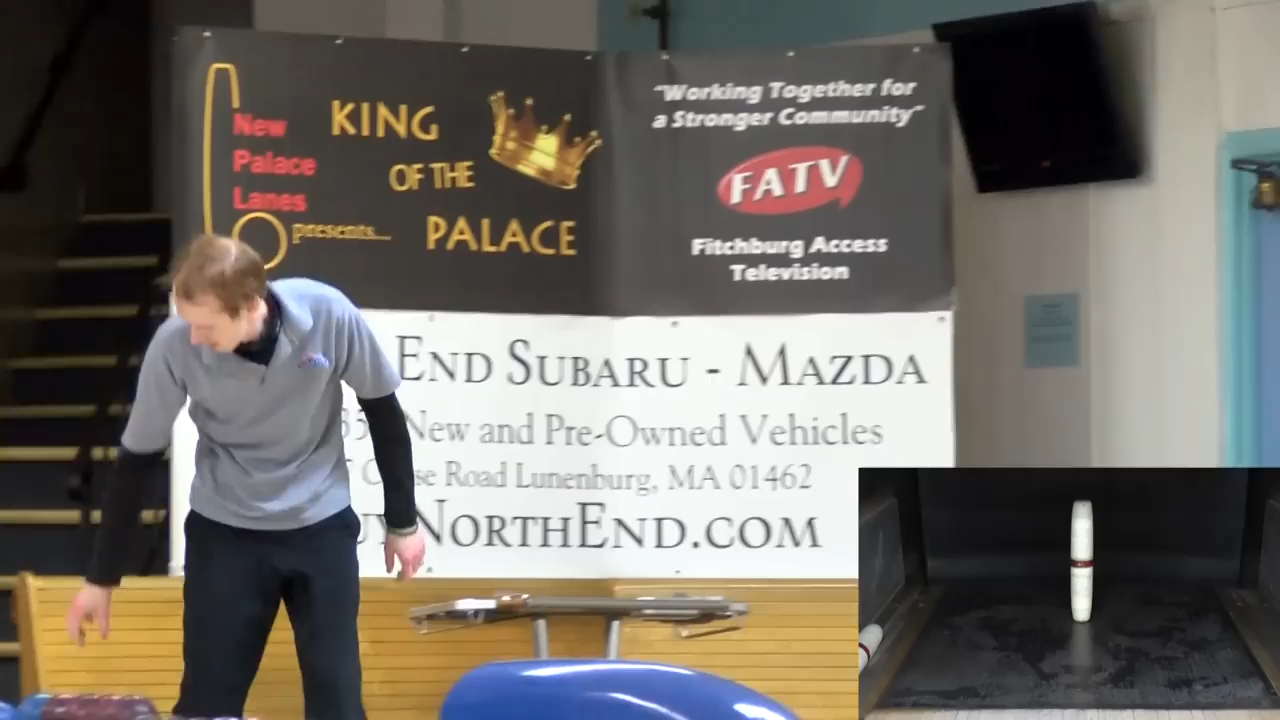 New
Palace
Lanes
presents...
KING
OF THE
PALACE
"Working Together for
a Stronger Community"
FATV
Fitchburg Access
Television
END SUBARU - MAZDA
New and Pre-Owned Vehicles
Road Lunenburg, MA 01462
NORTHEND.COM